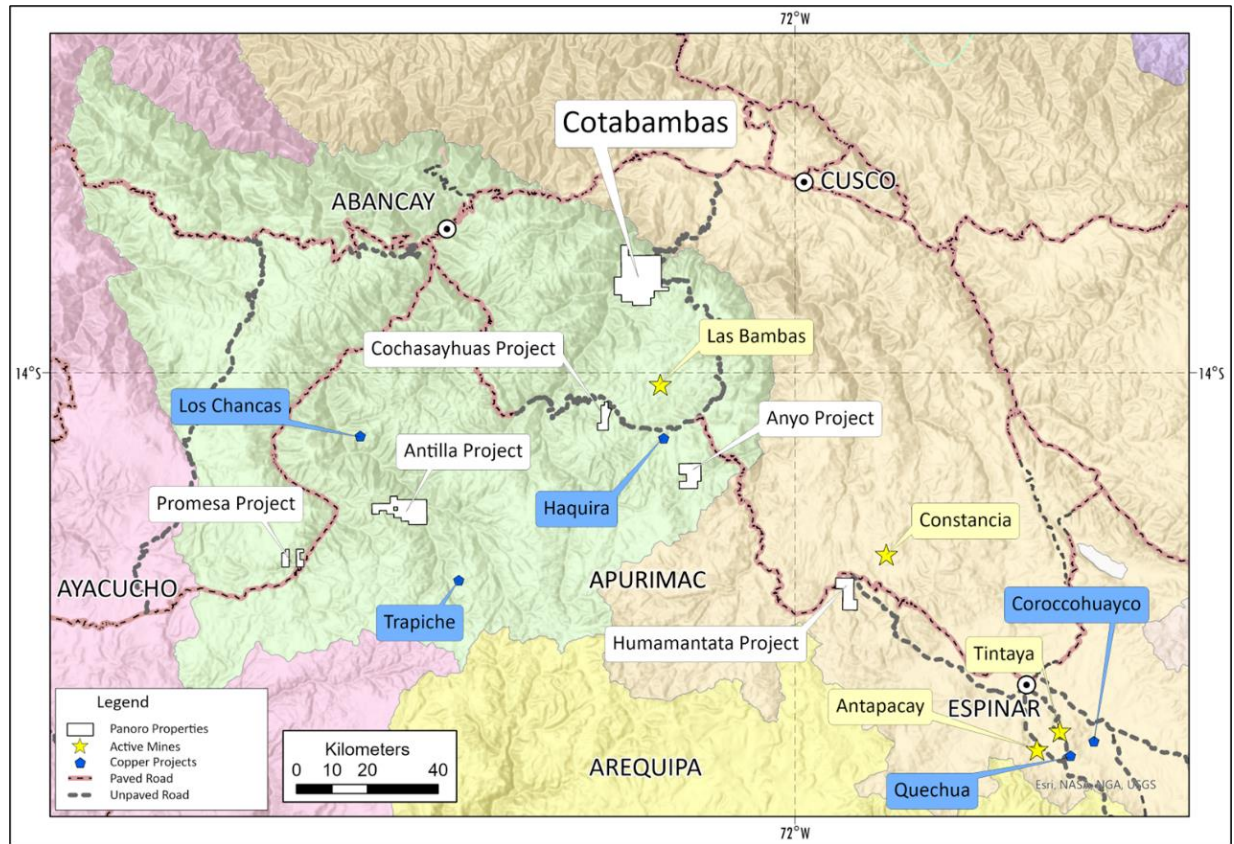 72°W
Cotabambas
CUSCO
ABANCAY
Las Bambas
Cochasayhuas Project
14°S
14°S
Los Chancas
Anyo Project
Antilla Project
Promesa Project
Haquira
Constancia
AYACUCHO
APURIMAC
Coroccohuayco
Trapiche
Humamantata Project
Tintaya
Legend
Panoro Properties
Active Mines
Copper Projects
Paved Road
Unpaved Road
Kilometers
0 10 20 40
Antapacay
ESPINAR
AREQUIPA
Quechua
Esri, NASA, NGA, USGS
72°W